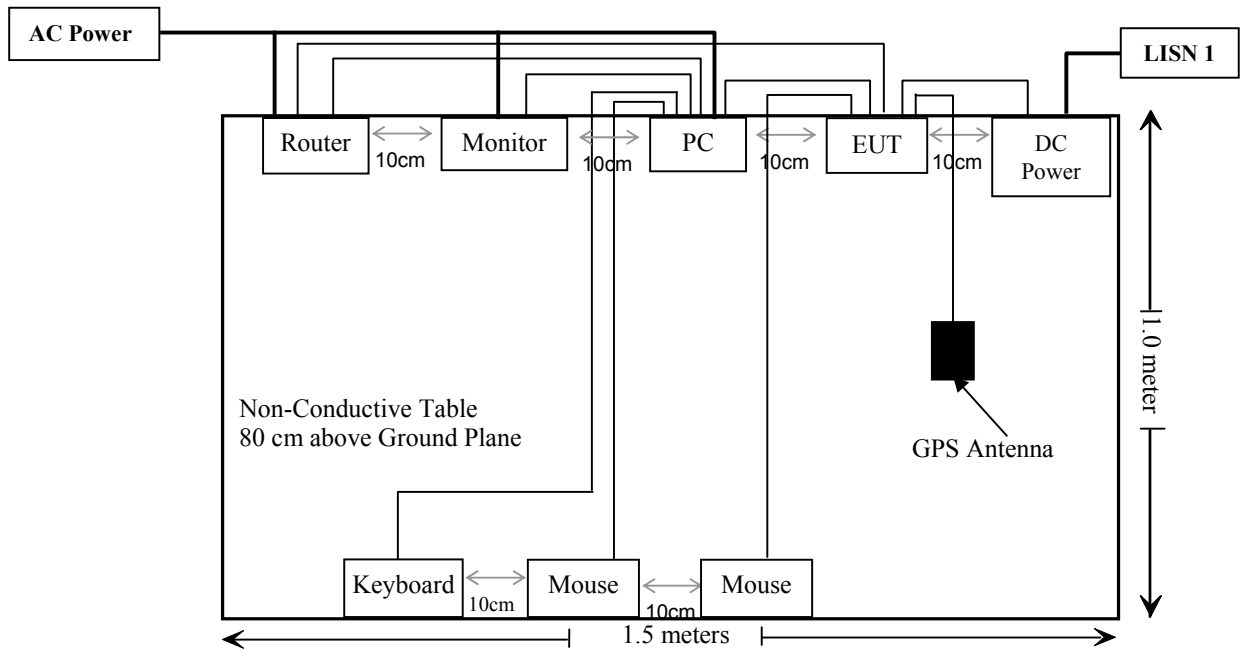 AC Power
LISN 1
Router
10cm
Monitor
10cm
PC
10cm
EUT
10cm
DC
Power
1.0 meter
Non-Conductive Table
80 cm above Ground Plane
GPS Antenna
Keyboard
10cm
Mouse
10cm
Mouse
1.5 meters